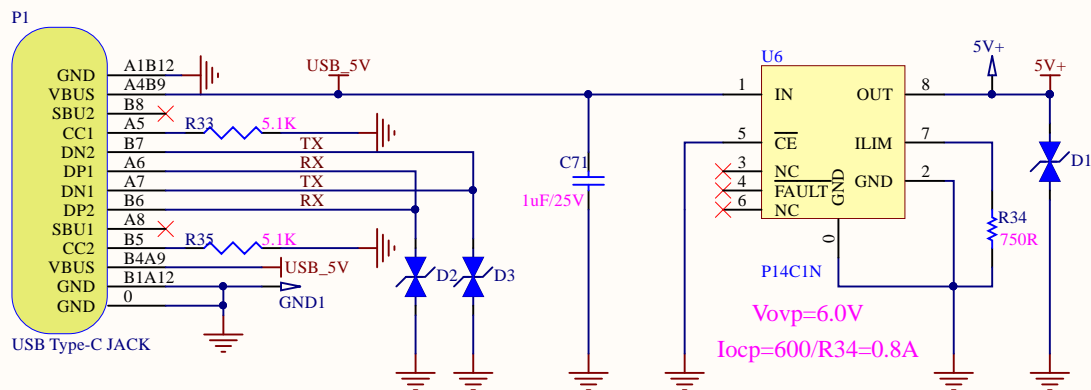 P1
GND A1B12
VBUS A4B9 USB_5V
SBU2 B8
CC1 A5 R33 5.1K
DN2 B7 TX
DP1 A6 RX
DN1 A7 TX
DP2 B6 RX
SBU1 A8
CC2 B5 R35 5.1K
VBUS B4A9 USB_5V
GND B1A12 GND1
GND 0
USB Type-C JACK
D2 D3
C71
1uF/25V
U6
1 IN OUT 8
5 CE ILIM 7
3 NC
4 FAULT GND 2
6 NC
GND
0
P14C1N
5V+ 5V+
D1
R34
750R
Vovp=6.0V
Iocp=600/R34=0.8A